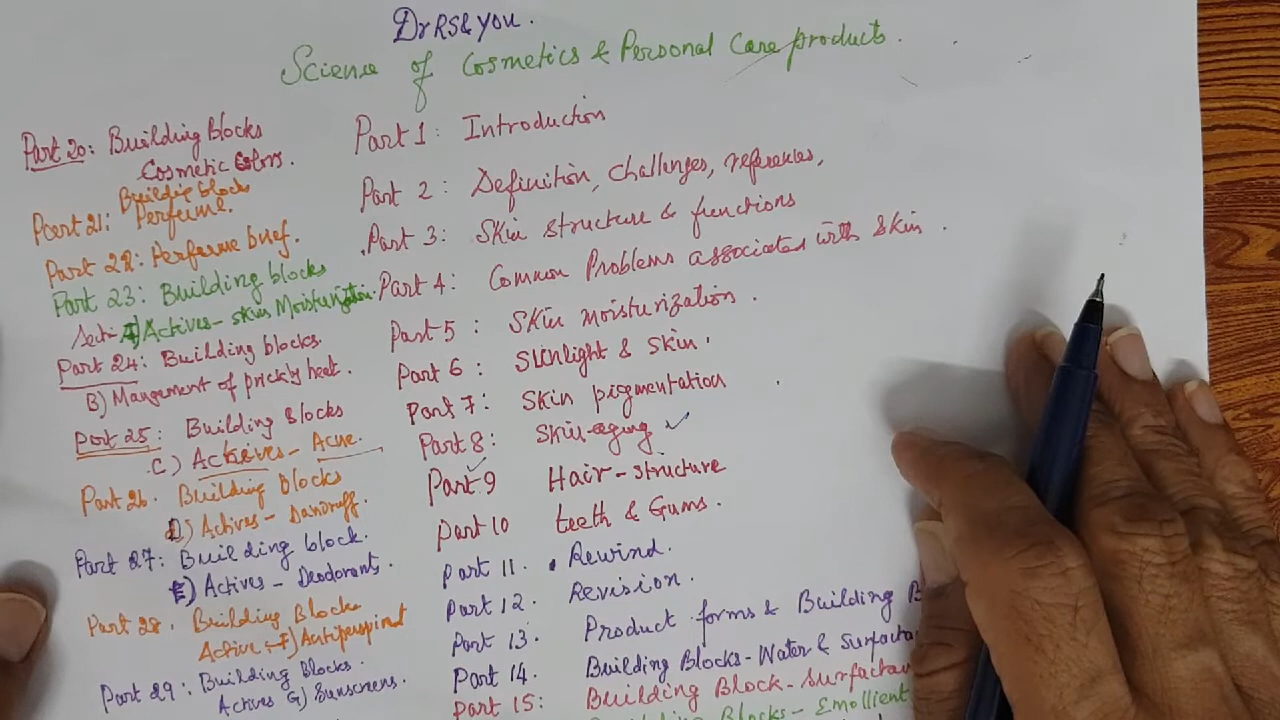 Dr RS & YOU.
Science of Cosmetics & Personal Care products.
Part 20: Building Blocks
Cosmetic Colors.
Part 21: Building blocks
Perfume.
Part 22: Perfume brief.
Part 23: Building blocks
Actives - Skin Moisturization.
Part 24: Building blocks.
B) Mangement of prickly heat.
Part 25: Building Blocks
C) Actives - Acne.
Part 26. Building Blocks
D) Actives - Dandruff.
Part 27: Building block.
E) Actives - Deodorants.
Part 28. Building Blocks
Active - F) Antiperspirant
Part 29: Building Blocks.
Actives G) Sunscreens.
Part 1: Introduction
Part 2: Definition, challenges,
Part 3: Skin structure & functions
Part 4: Common Problems associated with Skin.
Part 5: Skin moisturization.
Part 6: Sunlight & Skin.
Part 7: Skin pigmentation
Part 8: Skin-aging
Part 9 Hair-structure
Part 10 teeth & Gums.
Part 11. Rewind.
Part 12. Revision.
Part 13. Product forms & Building B
Part 14. Building Blocks - Water & Surfacta
Part 15: Building Block - Surfactan
Blocks - Emollient